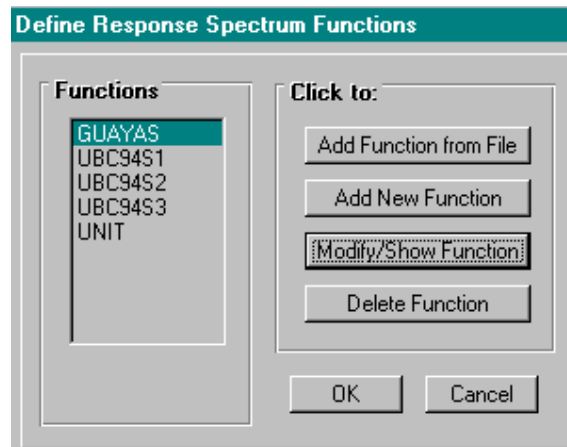 Define Response Spectrum Functions
Functions
GUAYAS
UBC94S1
UBC94S2
UBC94S3
UNIT
Click to:
Add Function from File
Add New Function
Modify/Show Function
Delete Function
OK
Cancel